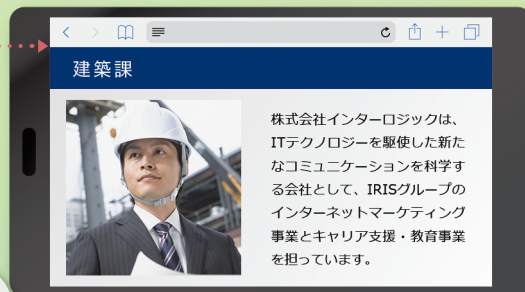 建築課
株式会社インターロジックは、
ITテクノロジーを駆使した新た
なコミュニケーションを科学す
る会社として、IRISグループの
インターネットマーケティング
事業とキャリア支援・教育事業
を担っています。